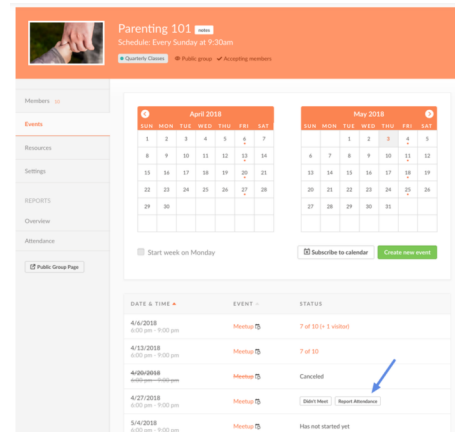 Parenting 101 notes
Schedule: Every Sunday at 9:30am
Quarterly Classes Public group Accepting members
Members
Events
Resources
Settings
REPORTS
Overview
Attendance
Public Group Page
April 2018
SUN MON TUE WED THU FRI SAT
1 2 3 4 5 6 7
8 9 10 11 12 13 14
15 16 17 18 19 20 21
22 23 24 25 26 27 28
29 30
May 2018
SUN MON TUE WED THU FRI SAT
1 2 3 4 5
6 7 8 9 10 11 12
13 14 15 16 17 18 19
20 21 22 23 24 25 26
27 28 29 30 31
Start week on Monday
Subscribe to calendar
Create new event
DATE & TIME EVENT STATUS
4/6/2018
6:00 pm - 9:00 pm Meetup 7 of 10 (+ 1 visitor)
4/13/2018
6:00 pm - 9:00 pm Meetup 7 of 10
4/20/2018
6:00 pm - 9:00 pm Meetup Canceled
4/27/2018
6:00 pm - 9:00 pm Meetup Didn't Meet Report Attendance
5/4/2018
6:00 pm - 9:00 pm Meetup Has not started yet